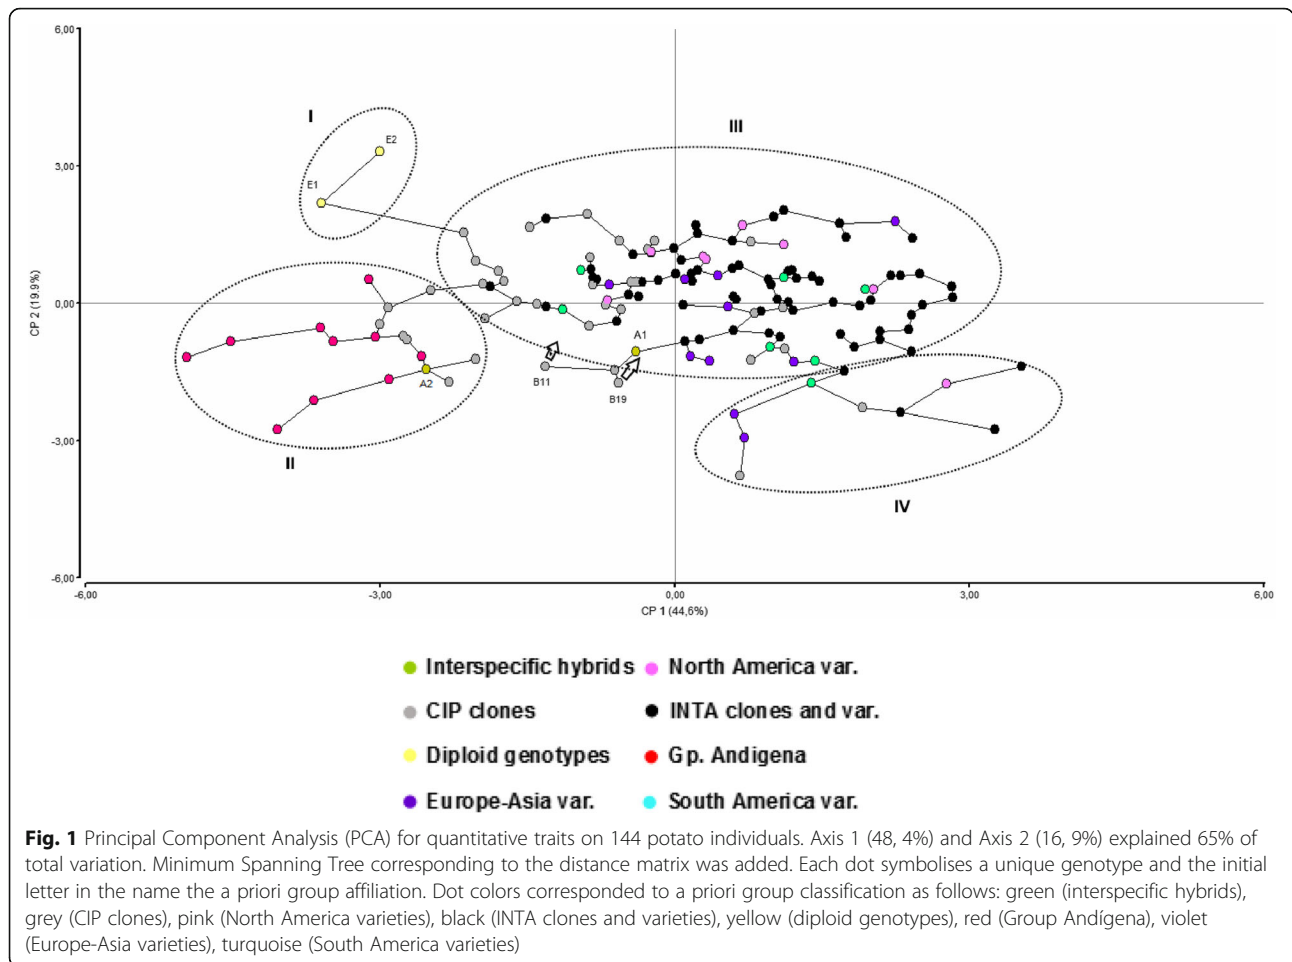 6,00
I
E2
III
3,00
E1
CP 2 (19.9%)
0,00
A1
A2
B11
B19
-3,00
II
IV
-6,00
-6,00
-3,00
0,00
3,00
6,00
CP 1 (44,6%)
Interspecific hybrids
North America var.
CIP clones
INTA clones and var.
Diploid genotypes
Gp. Andigena
Europe-Asia var.
South America var.
Fig. 1 Principal Component Analysis (PCA) for quantitative traits on 144 potato individuals. Axis 1 (48, 4%) and Axis 2 (16, 9%) explained 65% of
total variation. Minimum Spanning Tree corresponding to the distance matrix was added. Each dot symbolises a unique genotype and the initial
letter in the name the a priori group affiliation. Dot colors corresponded to a priori group classification as follows: green (interspecific hybrids),
grey (CIP clones), pink (North America varieties), black (INTA clones and varieties), yellow (diploid genotypes), red (Group Andígena), violet
(Europe-Asia varieties), turquoise (South America varieties)